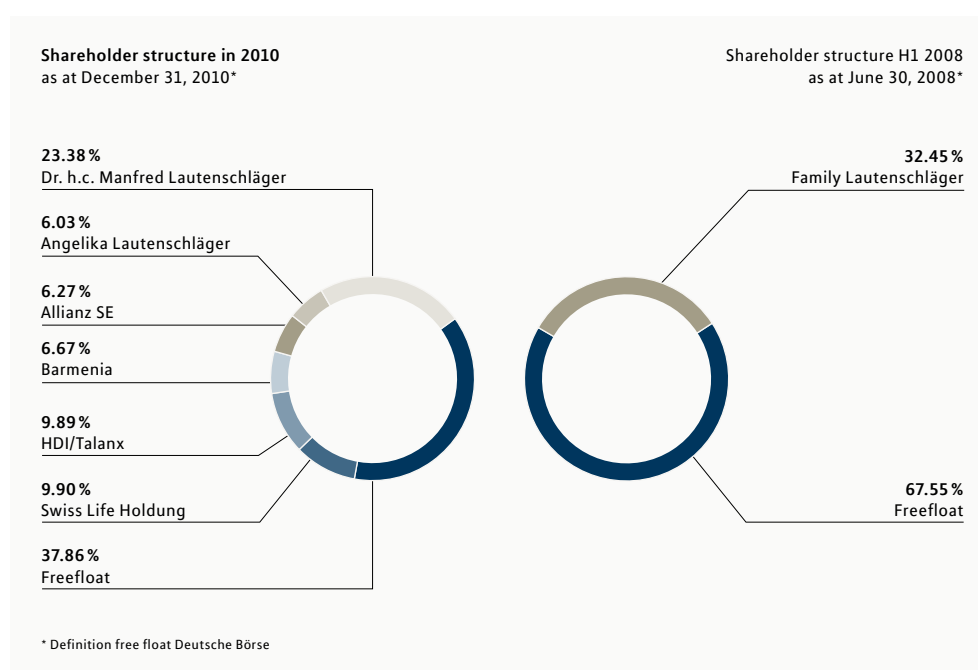 Shareholder structure in 2010
as at December 31, 2010*
Shareholder structure H1 2008
as at June 30, 2008*
23.38 %
Dr. h.c. Manfred Lautenschläger
6.03 %
Angelika Lautenschläger
6.27 %
Allianz SE
6.67 %
Barmenia
9.89 %
HDI/Talanx
9.90 %
Swiss Life Holdung
37.86 %
Freefloat
32.45 %
Family Lautenschläger
67.55 %
Freefloat
* Definition free float Deutsche Börse